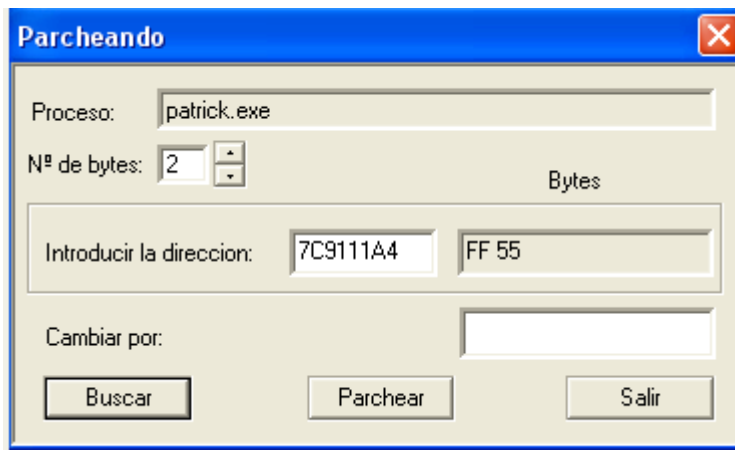 Parcheando
Proceso: patrick.exe
Nº de bytes: 2
Bytes
Introducir la direccion: 7C9111A4 FF 55
Cambiar por:
Buscar Parchear Salir